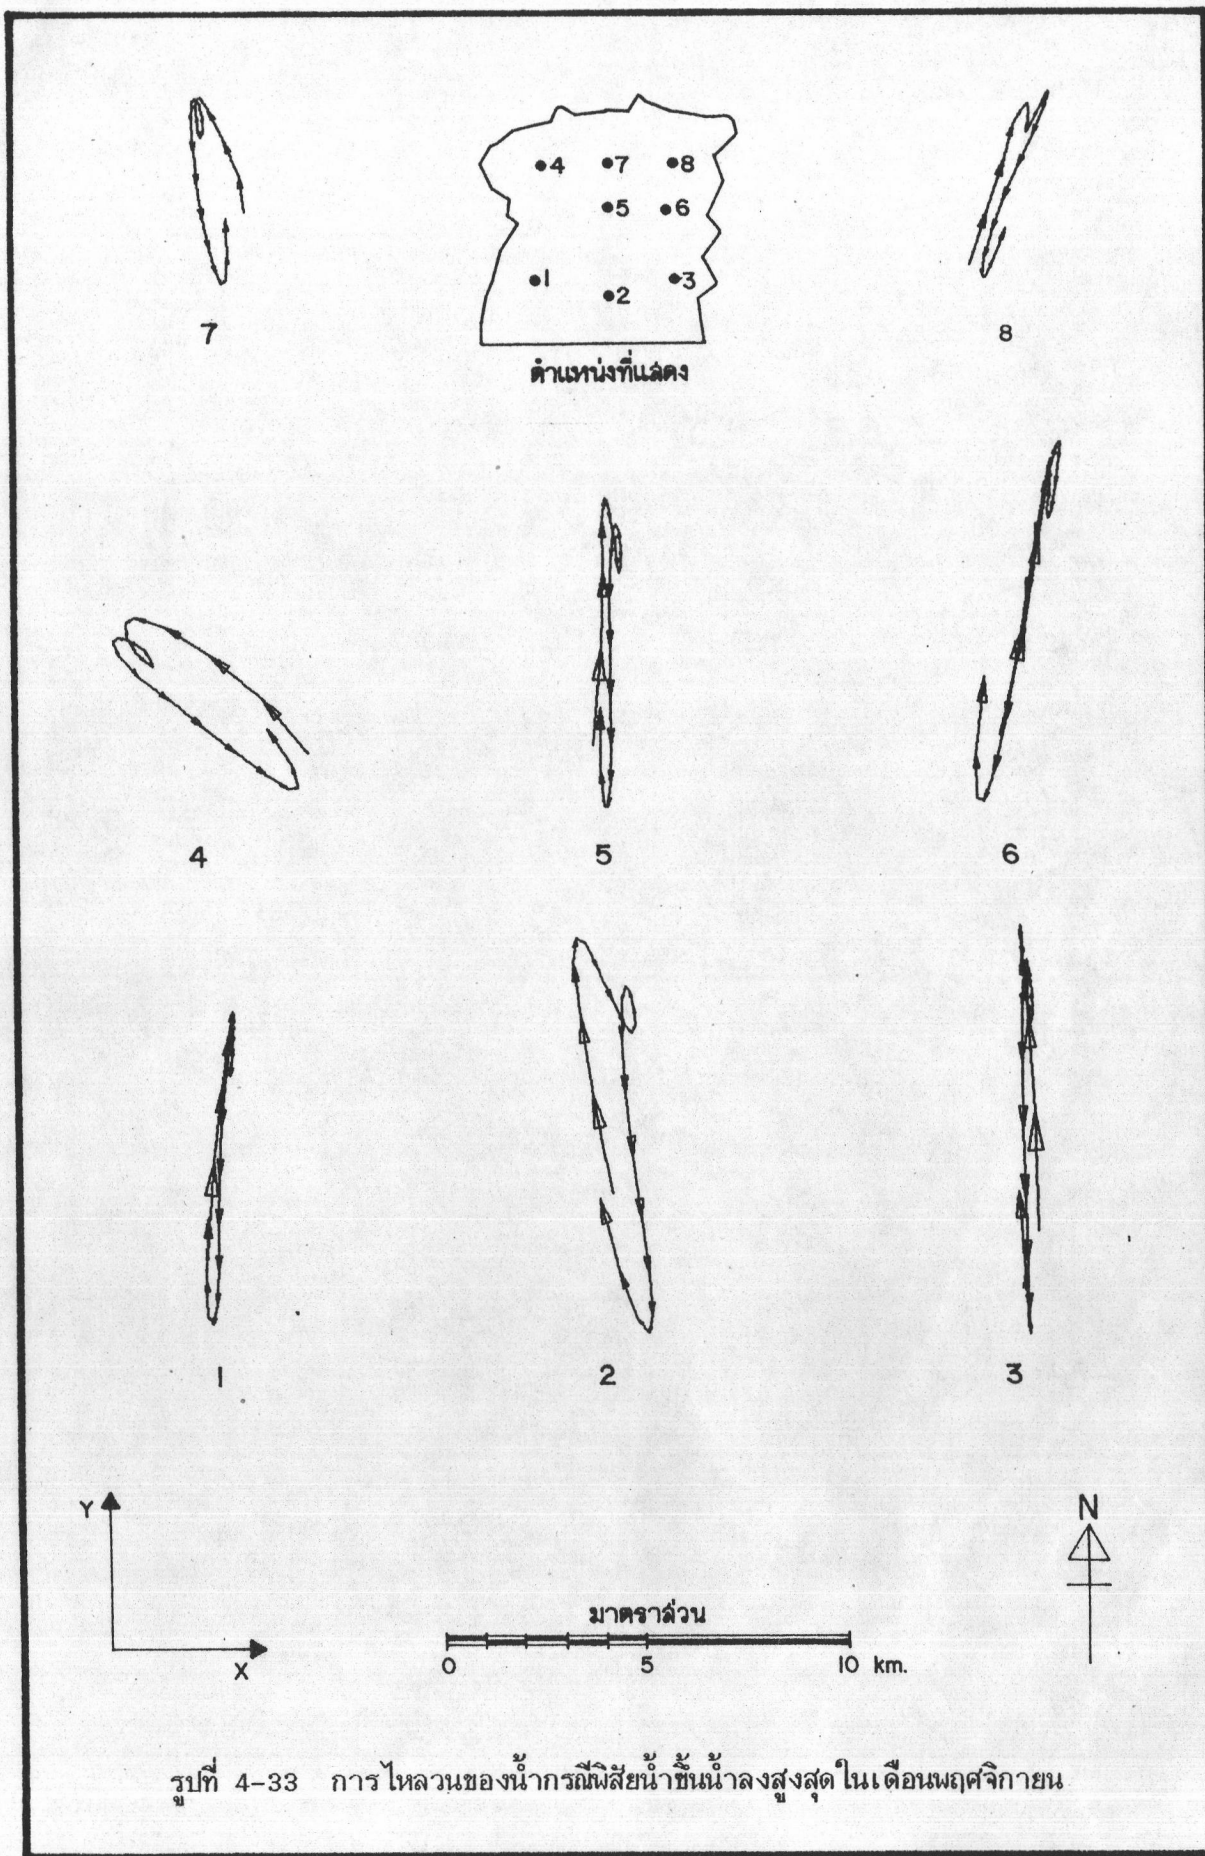 4 7 8
5 6
1 3
2
7
8
ตำแหน่งที่แสดง
4
5
6
1
2
3
Y
X
N
มาตราส่วน
0 5 10 km.
รูปที่ 4-33 การไหลวนของน้ำกรณีพิสัยน้ำขึ้นน้ำลงสูงสุดในเดือนพฤศจิกายน